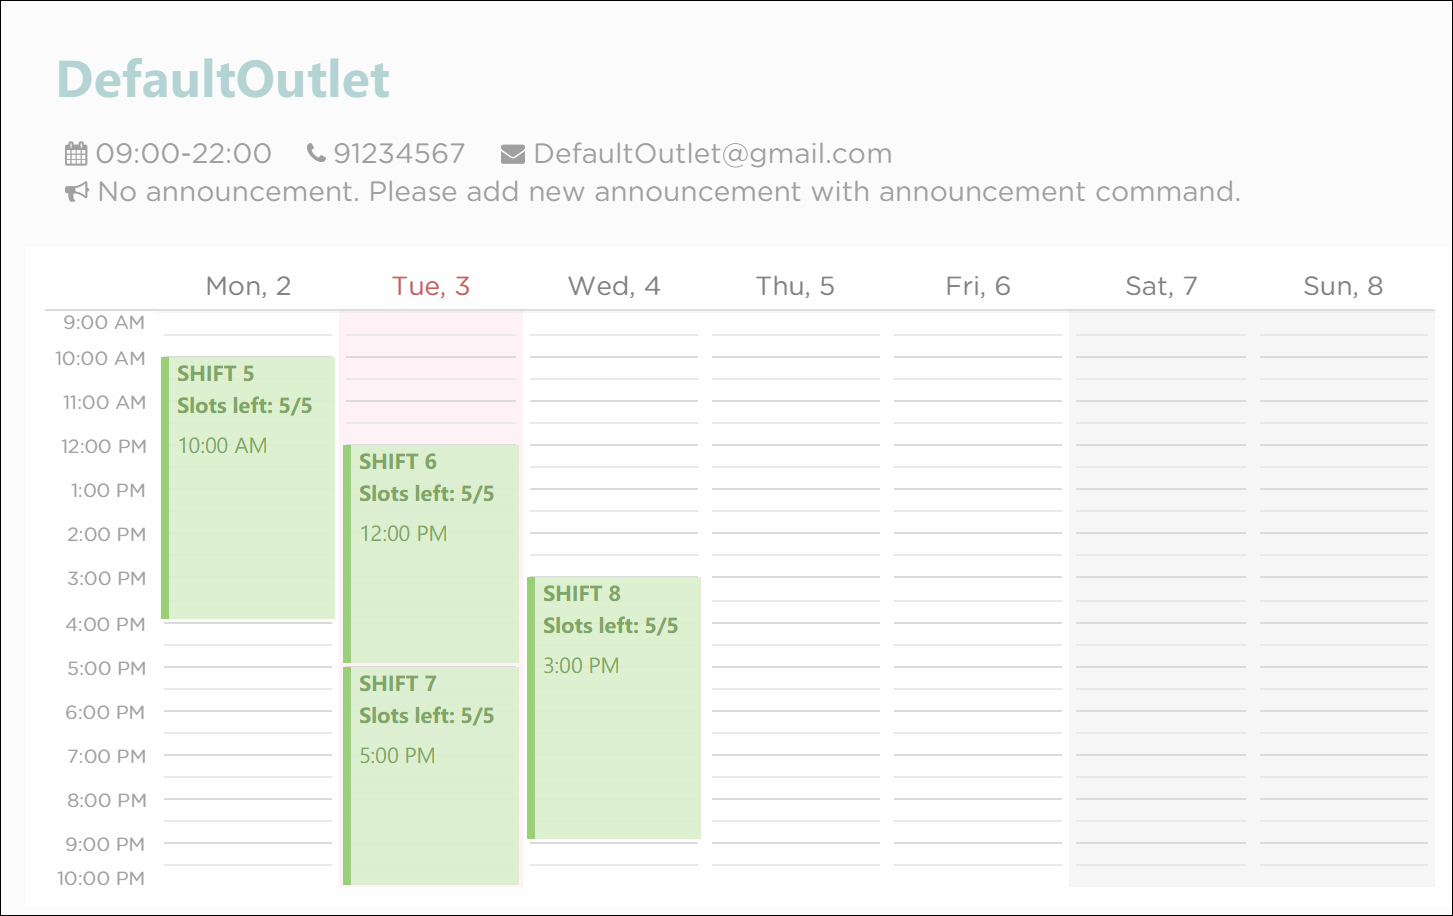 DefaultOutlet
09:00-22:00 91234567 DefaultOutlet@gmail.com
No announcement. Please add new announcement with announcement command.
Mon, 2 Tue, 3 Wed, 4 Thu, 5 Fri, 6 Sat, 7 Sun, 8
9:00 AM
10:00 AM
SHIFT 5
11:00 AM
Slots left: 5/5
12:00 PM
10:00 AM
SHIFT 6
1:00 PM
Slots left: 5/5
2:00 PM
12:00 PM
3:00 PM
SHIFT 8
4:00 PM
Slots left: 5/5
5:00 PM
3:00 PM
SHIFT 7
6:00 PM
Slots left: 5/5
7:00 PM
5:00 PM
8:00 PM
9:00 PM
10:00 PM